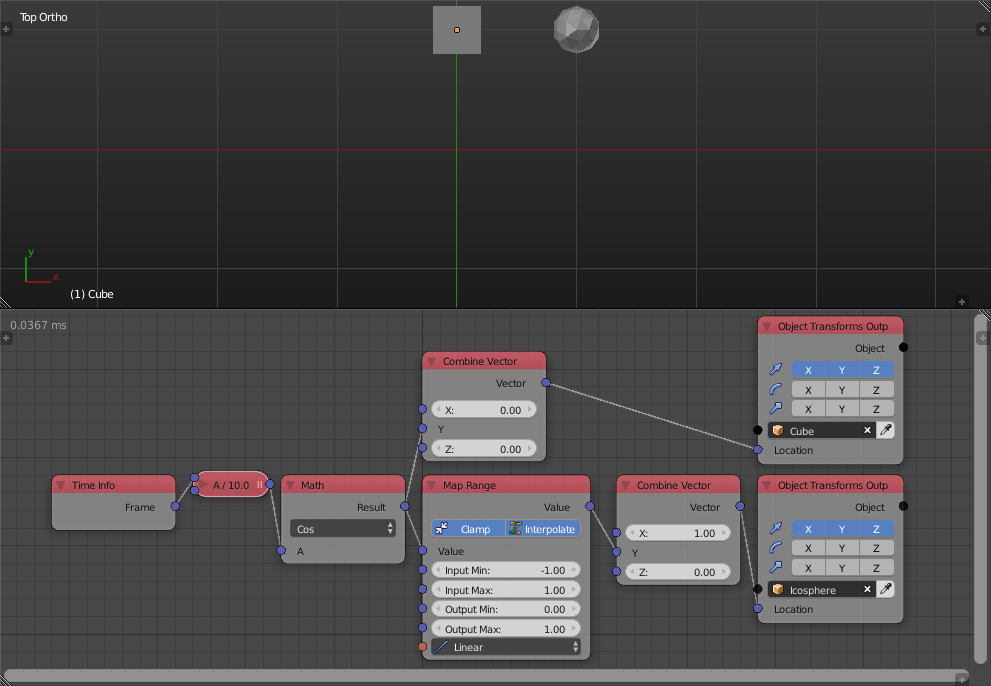 Top Ortho
y
x
(1) Cube
0.0367 ms
Object Transforms Outp
Object
X Y Z
X Y Z
X Y Z
Cube
Location
Combine Vector
Vector
X: 0.00
Y
Z: 0.00
Time Info
Frame
A / 10.0
Math
Result
Cos
A
Map Range
Value
Clamp Interpolate
Value
Input Min: -1.00
Input Max: 1.00
Output Min: 0.00
Output Max: 1.00
Linear
Combine Vector
Vector
X: 1.00
Y
Z: 0.00
Object Transforms Outp
Object
X Y Z
X Y Z
X Y Z
Icosphere
Location